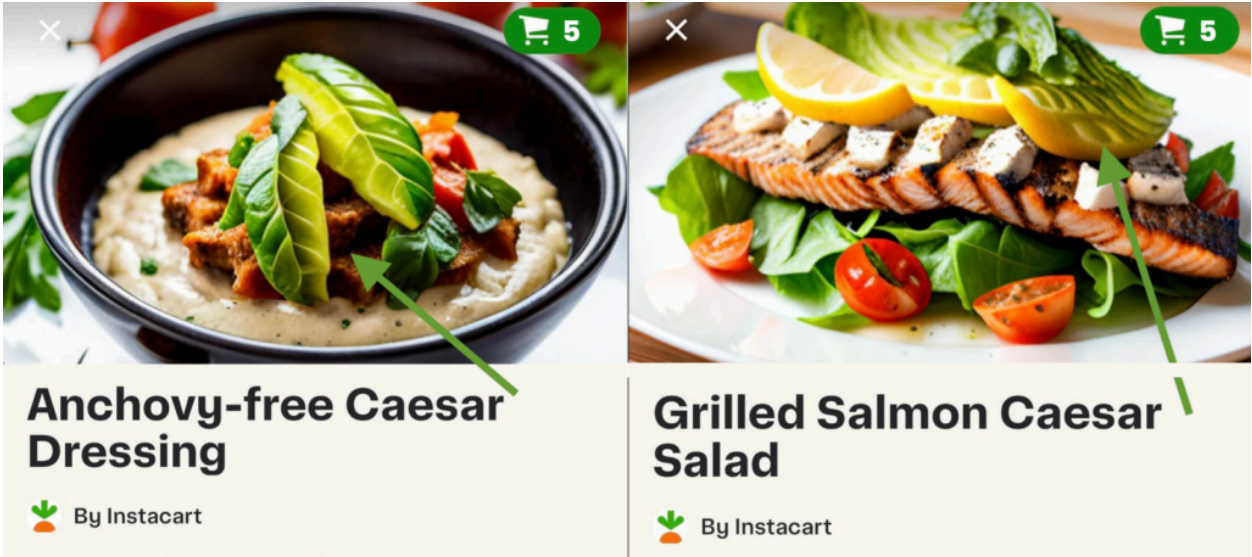 5
Anchovy-free Caesar
Dressing
By Instacart
5
Grilled Salmon Caesar
Salad
By Instacart